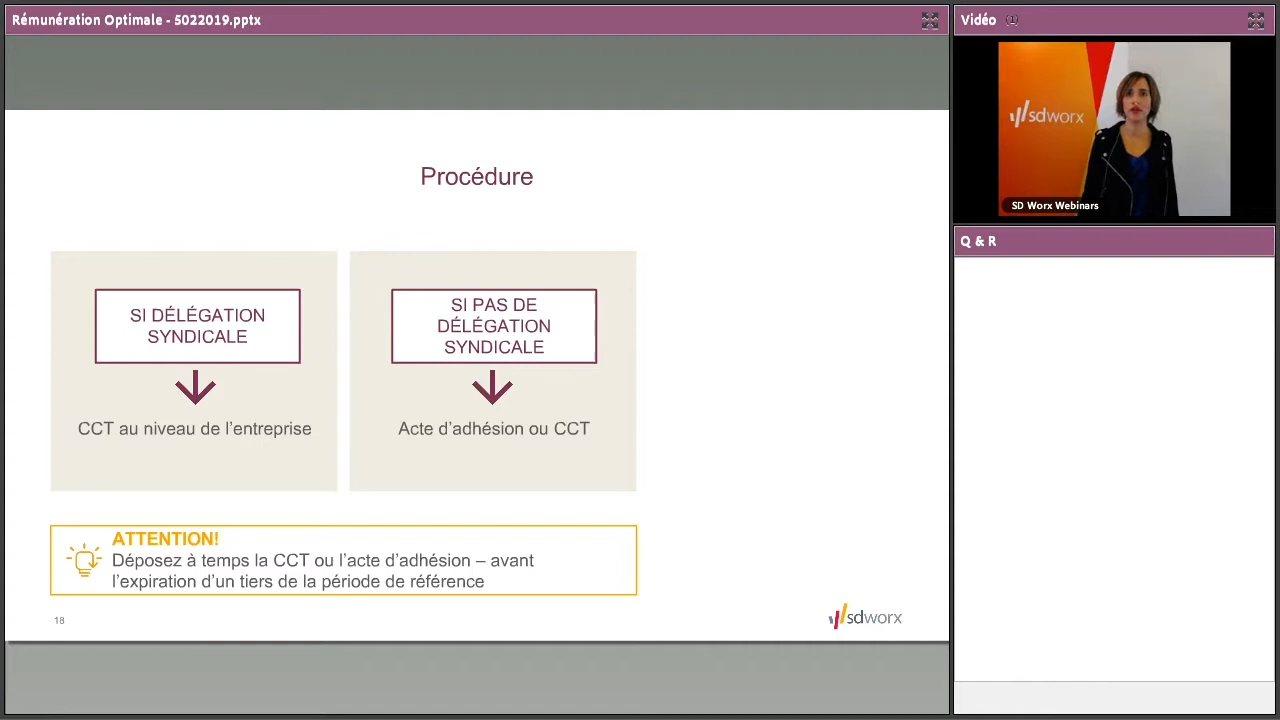 Rémunération Optimale - 5022019.pptx
Vidéo (1)
sdworx
SD Worx Webinars
Q & R
Procédure
SI DÉLÉGATION
SYNDICALE
CCT au niveau de l’entreprise
SI PAS DE
DÉLÉGATION
SYNDICALE
Acte d’adhésion ou CCT
ATTENTION!
Déposez à temps la CCT ou l’acte d’adhésion – avant
l’expiration d’un tiers de la période de référence
18
sdworx